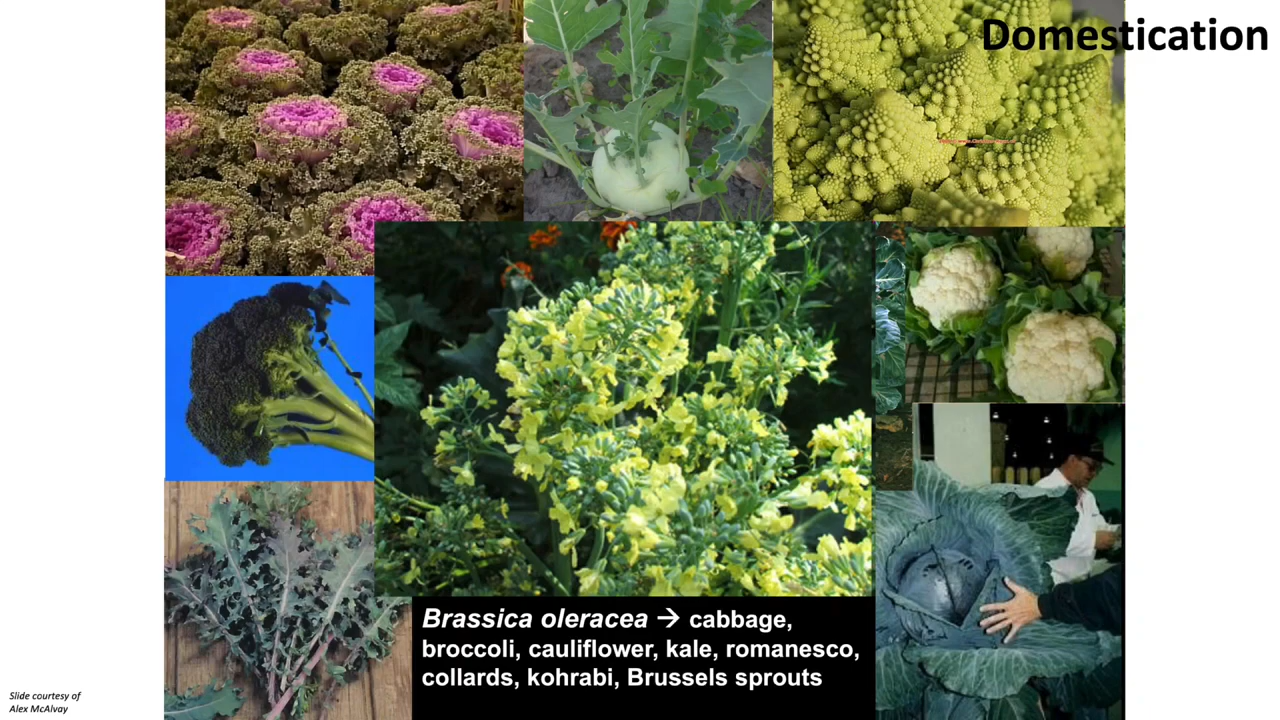 Domestication
Brassica oleracea → cabbage,
broccoli, cauliflower, kale, romanesco,
collards, kohrabi, Brussels sprouts
Slide courtesy of
Alex McAlvay